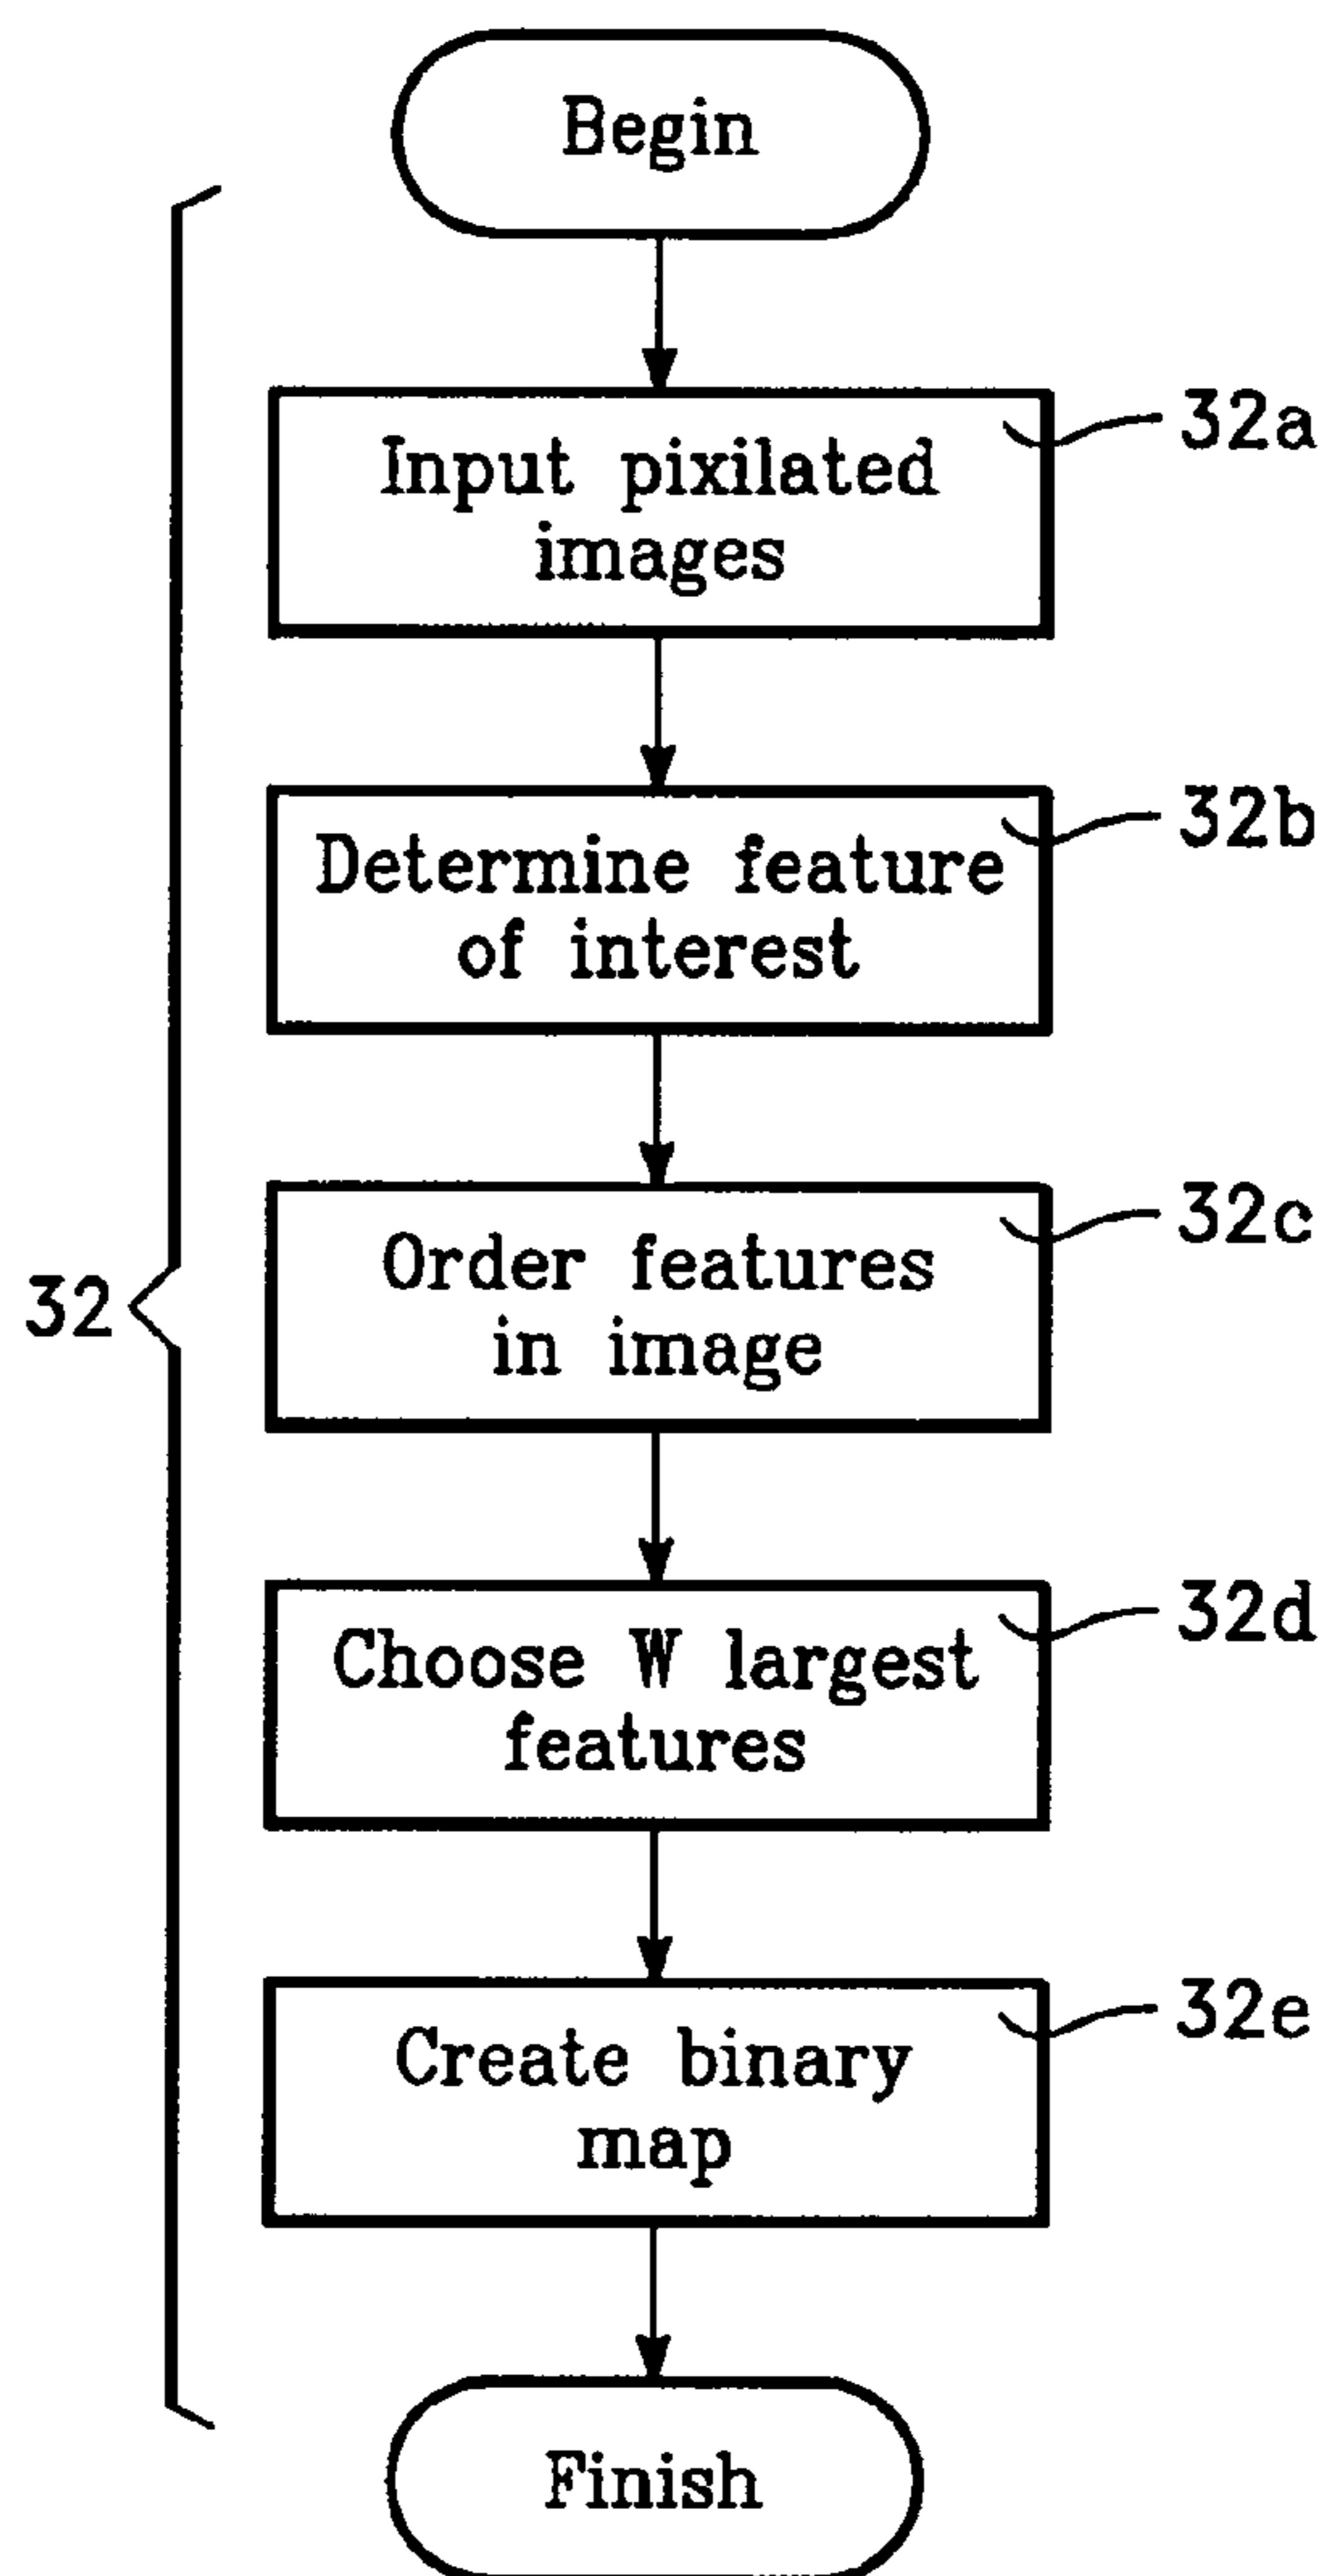 Begin
Input pixilated
images
32a
Determine feature
of interest
32b
Order features
in image
32c
32
Choose W largest
features
32d
Create binary
map
32e
Finish